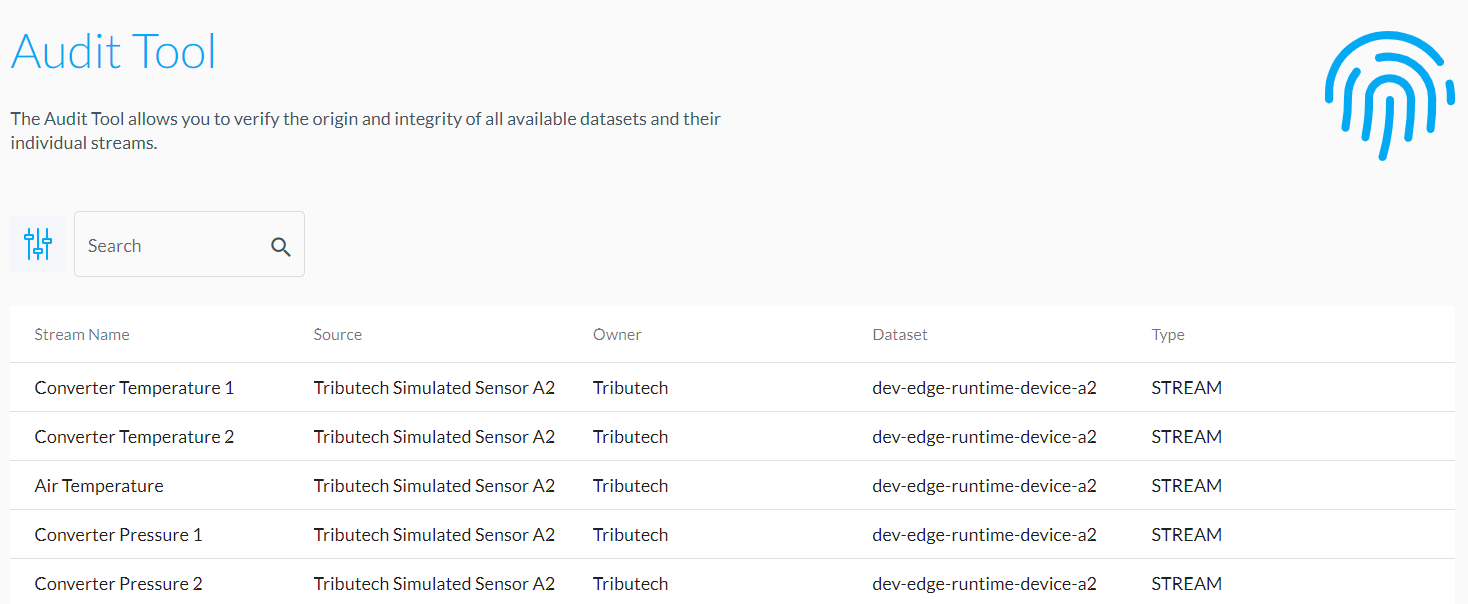 Audit Tool
The Audit Tool allows you to verify the origin and integrity of all available datasets and their
individual streams.
Search
Stream Name Source Owner Dataset Type
Converter Temperature 1 Tributech Simulated Sensor A2 Tributech dev-edge-runtime-device-a2 STREAM
Converter Temperature 2 Tributech Simulated Sensor A2 Tributech dev-edge-runtime-device-a2 STREAM
Air Temperature Tributech Simulated Sensor A2 Tributech dev-edge-runtime-device-a2 STREAM
Converter Pressure 1 Tributech Simulated Sensor A2 Tributech dev-edge-runtime-device-a2 STREAM
Converter Pressure 2 Tributech Simulated Sensor A2 Tributech dev-edge-runtime-device-a2 STREAM